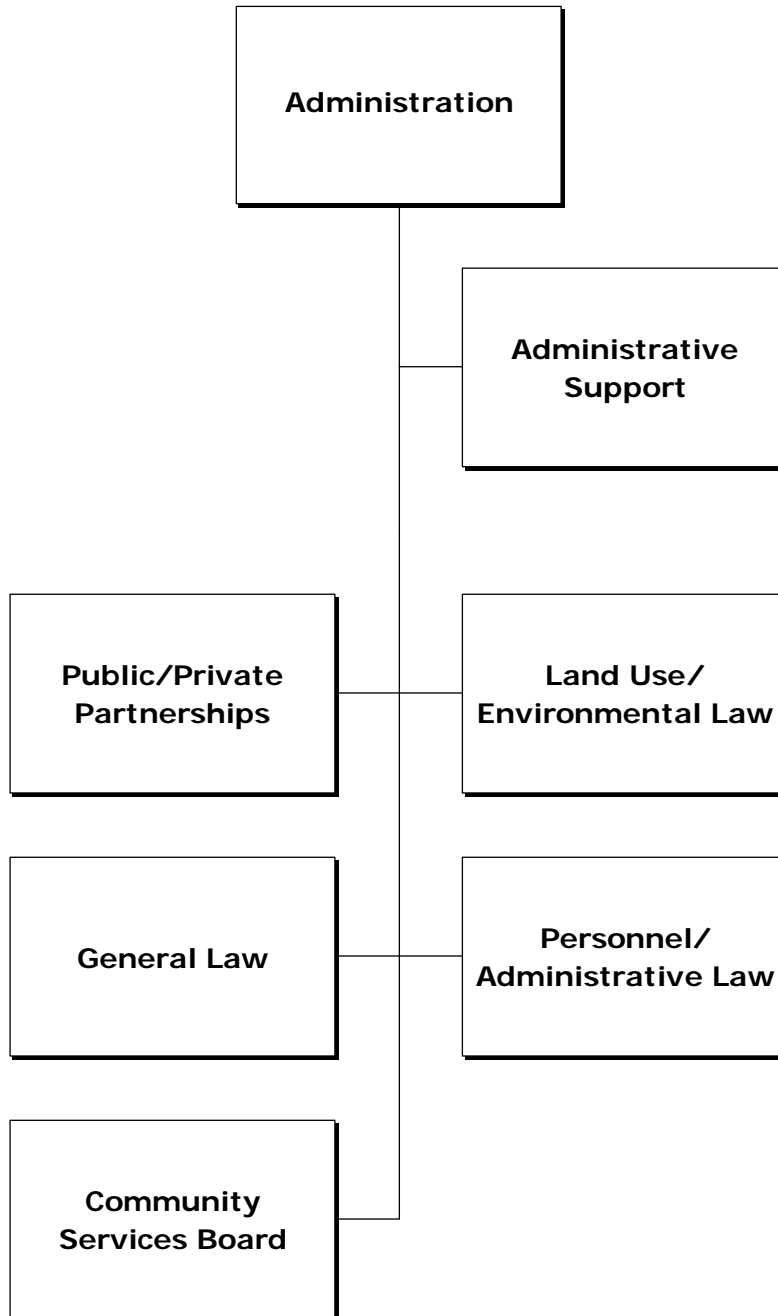 Administration
Administrative
Support
Public/Private
Partnerships
Land Use/
Environmental Law
General Law
Personnel/
Administrative Law
Community
Services Board